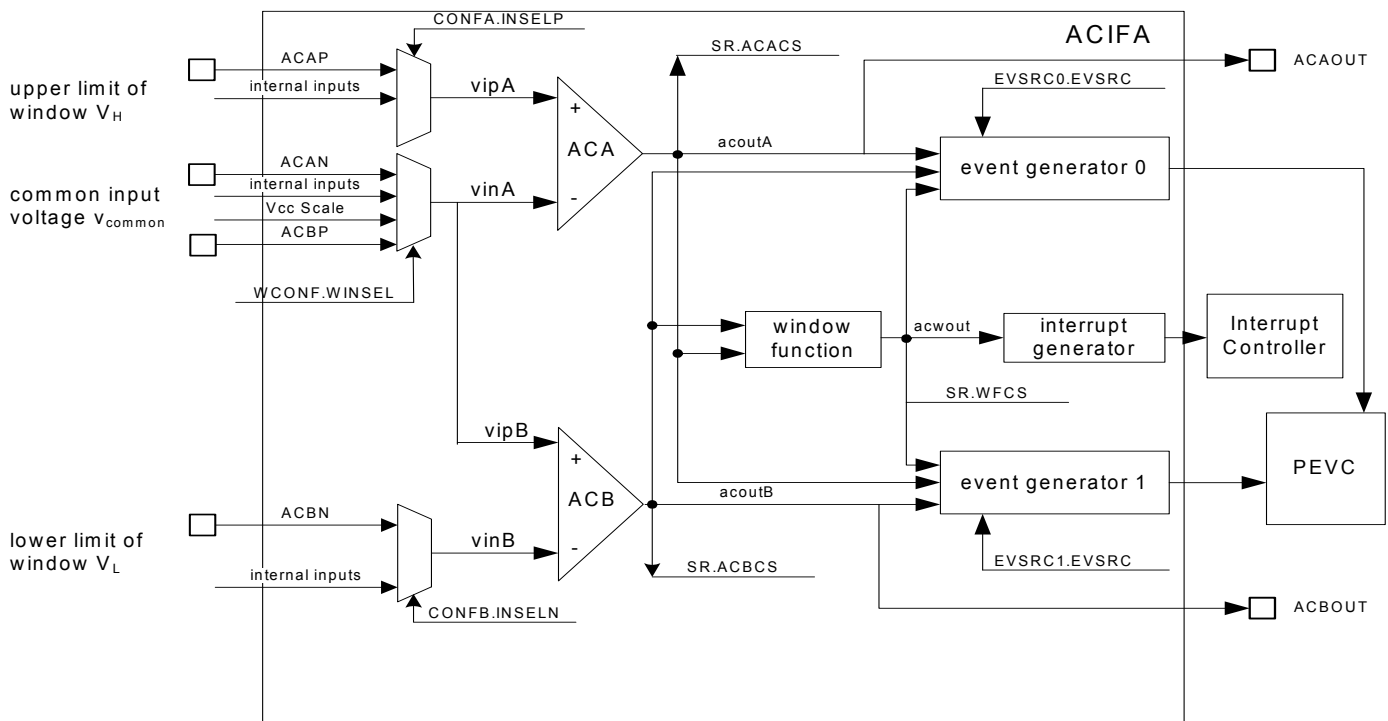 CONFA.INSELP
ACIFA
SR.ACACS
ACAP
ACAOUT
upper limit of
window VH
internal inputs
vipA
EVSRC0.EVSRC
+
ACA
-
acoutA
event generator 0
ACAN
internal inputs
vinA
common input
voltage vcommon
Vcc Scale
ACBP
WCONF.WINSEL
window
function
acwout
interrupt
generator
Interrupt
Controller
SR.WFCS
vipB
+
ACB
-
acoutB
event generator 1
PEVC
ACBN
lower limit of
window VL
vinB
internal inputs
SR.ACBCS
EVSRC1.EVSRC
CONFB.INSELN
ACBOUT